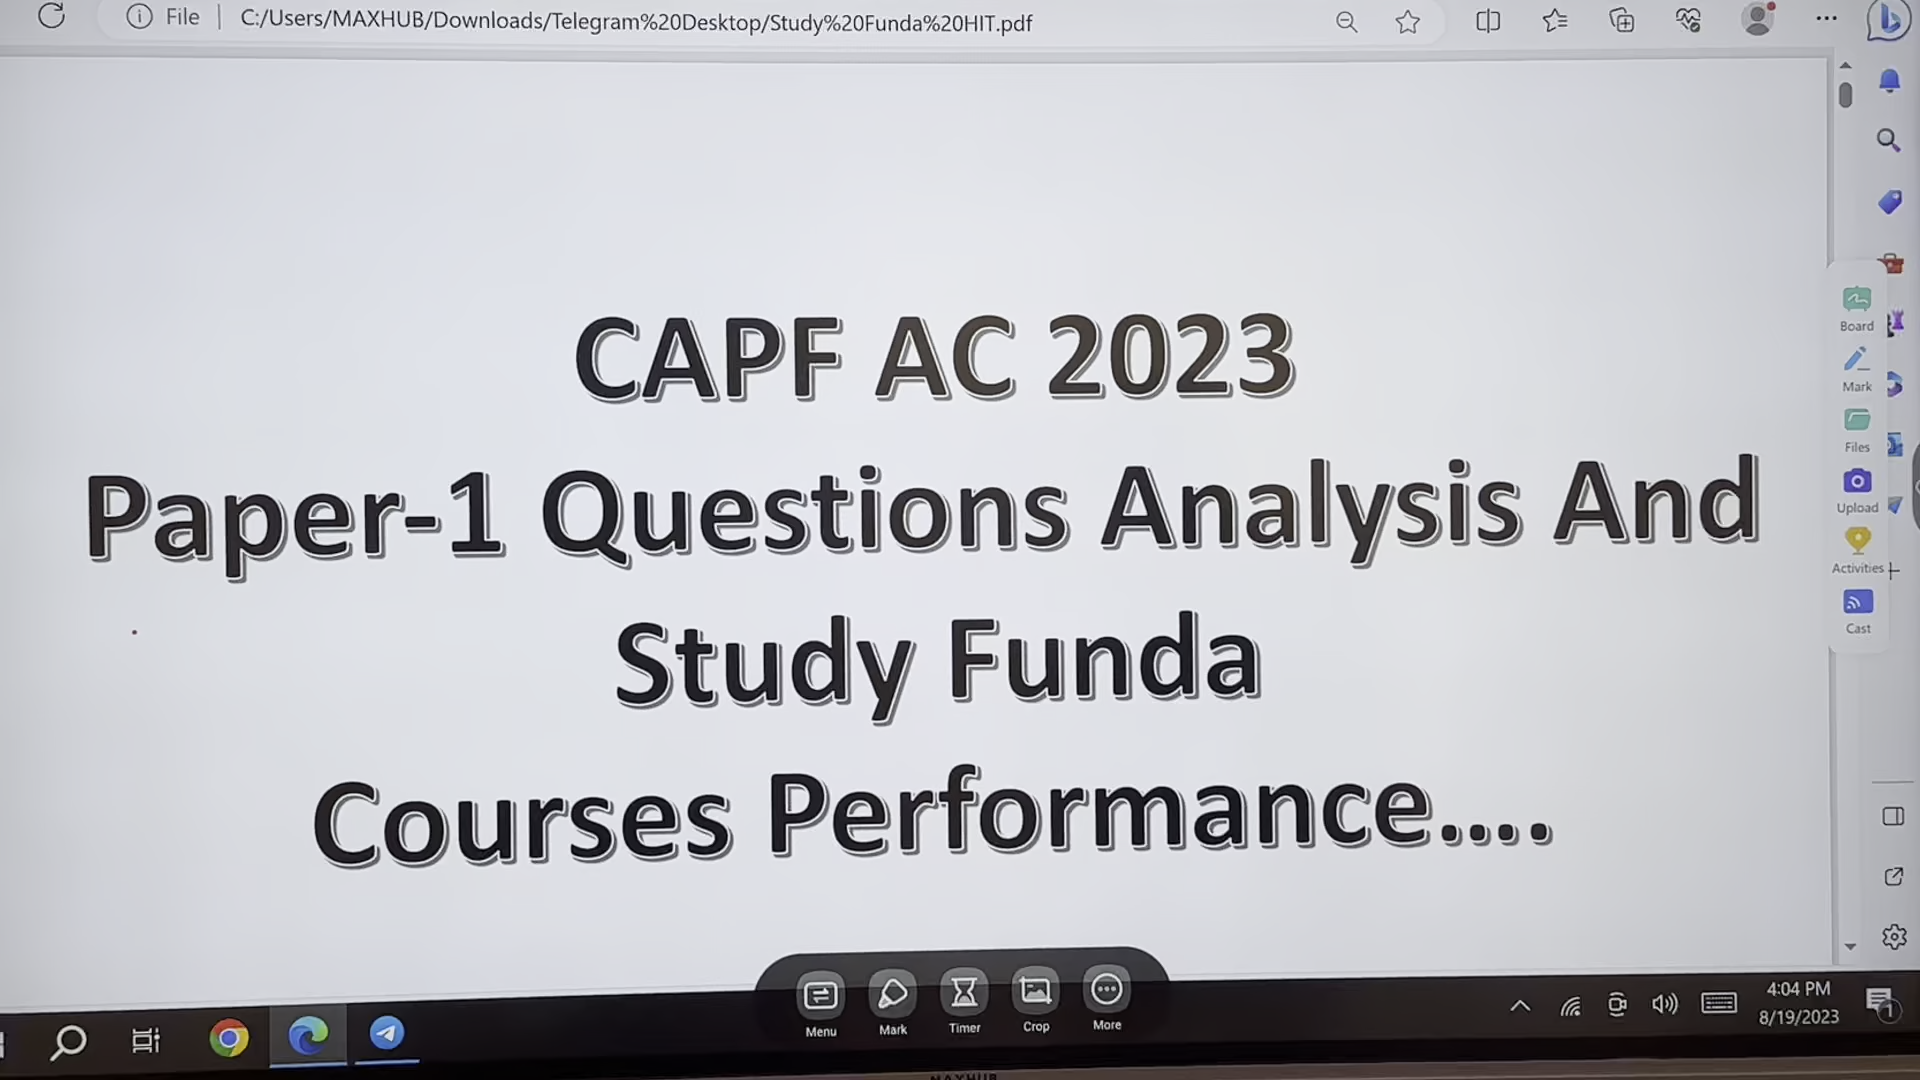 File
C:/Users/MAXHUB/Downloads/Telegram%20Desktop/Study%20Funda%20HIT.pdf
CAPF AC 2023
Paper-1 Questions Analysis And
Study Funda
Courses Performance....
Board
Mark
Files
Upload
Activities
Cast
Menu
Mark
Timer
Crop
More
4:04 PM
8/19/2023
1
MAXHUB